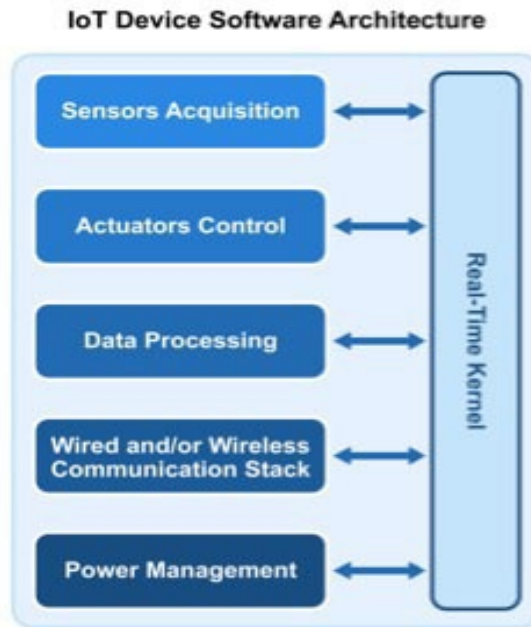 IoT Device Software Architecture
Sensors Acquisition
Actuators Control
Data Processing
Wired and/or Wireless
Communication Stack
Power Management
Real-Time Kernel